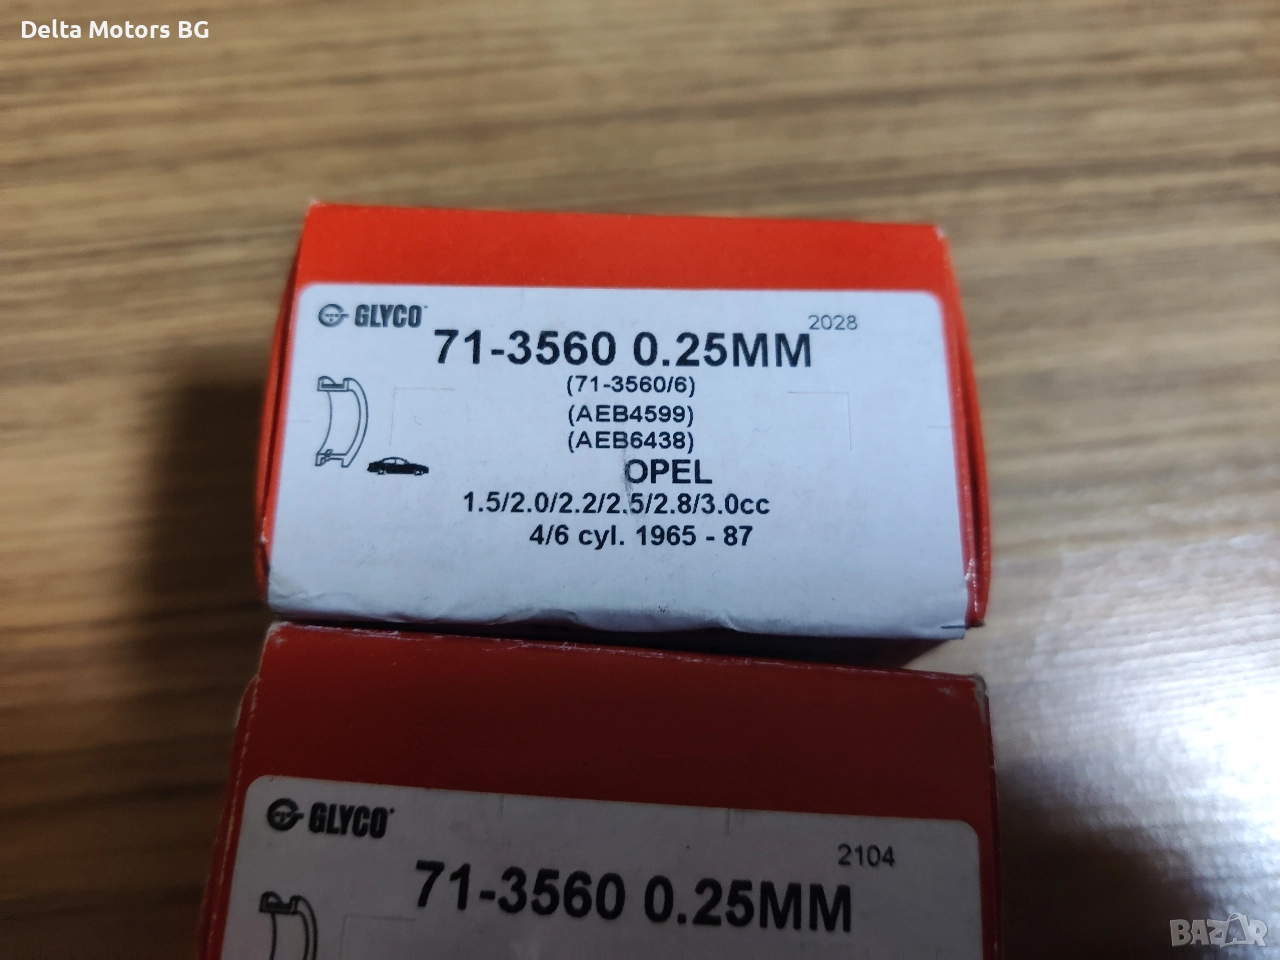 Delta Motors BG
GLYCO
2028
71-3560 0.25MM
(71-3560/6)
(AEB4599)
(AEB6438)
OPEL
1.5/2.0/2.2/2.5/2.8/3.0cc
4/6 cyl. 1965 - 87
GLYCO
2104
71-3560 0.25MM
BAZAR